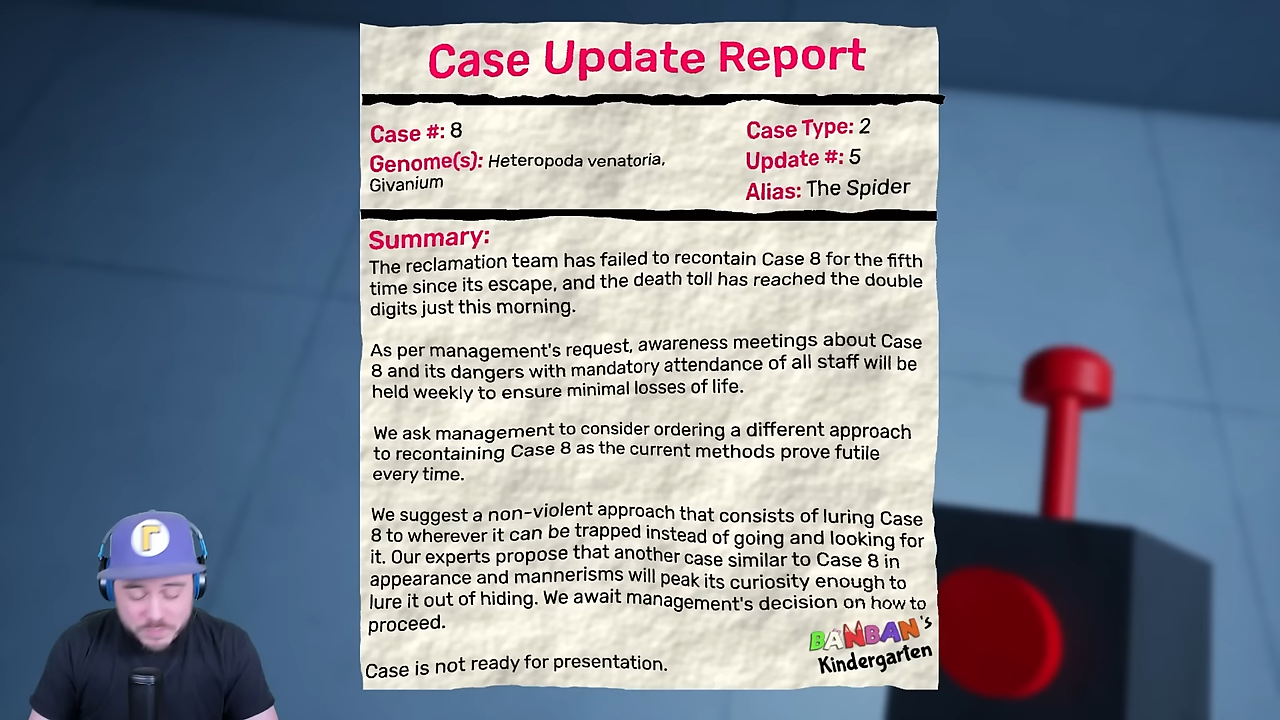 Case Update Report
Case #: 8
Genome(s): Heteropoda venatoria,
Givanium
Case Type: 2
Update #: 5
Alias: The Spider
Summary:
The reclamation team has failed to recontain Case 8 for the fifth
time since its escape, and the death toll has reached the double
digits just this morning.
As per management's request, awareness meetings about Case
8 and its dangers with mandatory attendance of all staff will be
held weekly to ensure minimal losses of life.
We ask management to consider ordering a different approach
to recontaining Case 8 as the current methods prove futile
every time.
We suggest a non-violent approach that consists of luring Case
8 to wherever it can be trapped instead of going and looking for
it. Our experts propose that another case similar to Case 8 in
appearance and mannerisms will peak its curiosity enough to
lure it out of hiding. We await management's decision on how to
proceed.
BANBAN's
Kindergarten
Case is not ready for presentation.